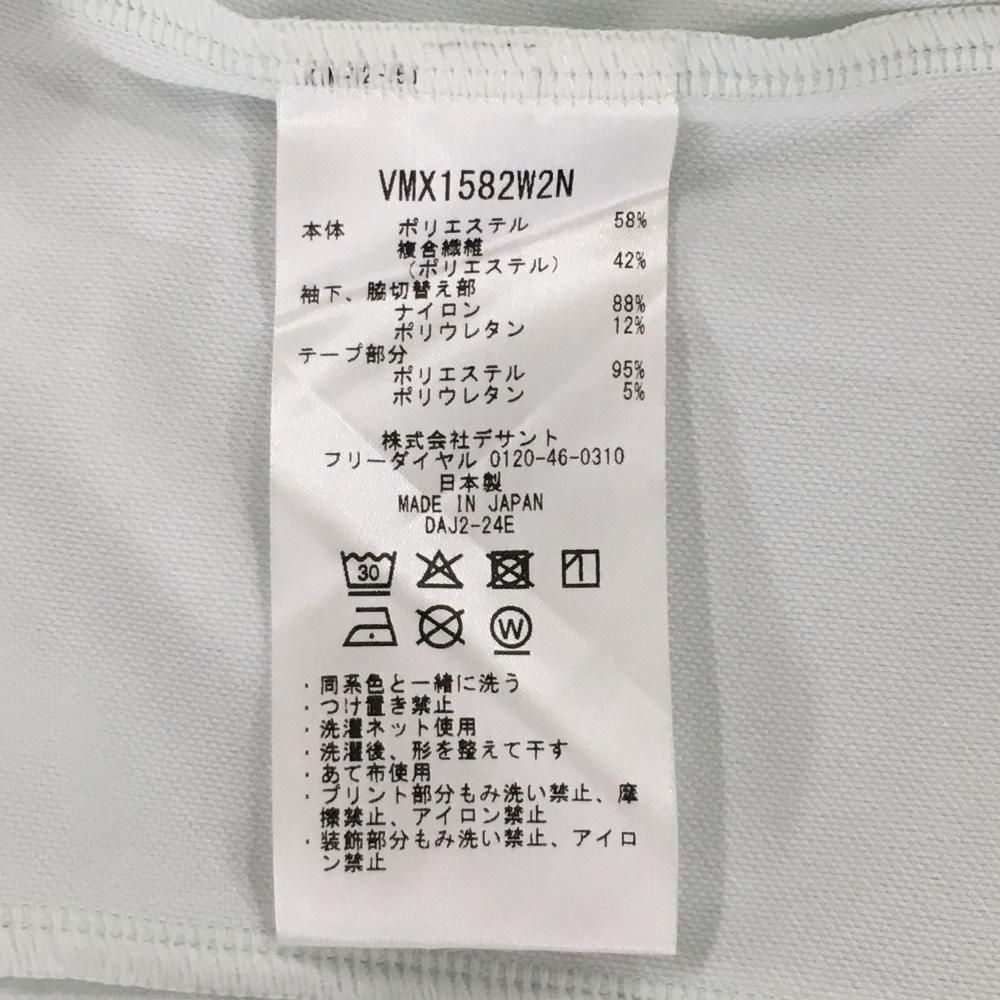 VMX1582W2N
本体 ポリエステル 58%
複合繊維
（ポリエステル） 42%
袖下、脇切替え部
ナイロン 88%
ポリウレタン 12%
テープ部分
ポリエステル 95%
ポリウレタン 5%
株式会社デサント
フリーダイヤル 0120-46-0310
日本製
MADE IN JAPAN
DAJ2-24E
30
W
・同系色と一緒に洗う
・つけ置き禁止
・洗濯ネット使用
・洗濯後、形を整えて干す
・あて布使用
・プリント部分もみ洗い禁止、摩
擦禁止、アイロン禁止
・装飾部分もみ洗い禁止、アイロ
ン禁止